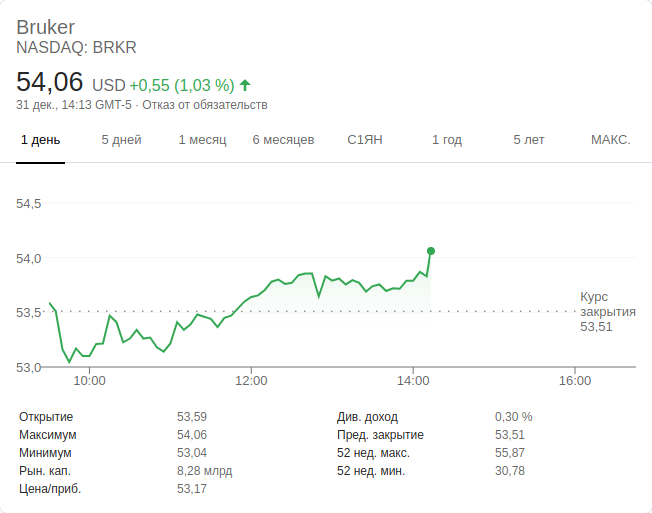 Bruker
NASDAQ: BRKR
54,06 USD +0,55 (1,03 %)
31 дек., 14:13 GMT-5 · Отказ от обязательств
1 день 5 дней 1 месяц 6 месяцев С1ЯН 1 год 5 лет МАКС.
54,5
54,0
53,5
53,0
Курс
закрытия
53,51
10:00 12:00 14:00 16:00
Открытие 53,59 Див. доход 0,30 %
Максимум 54,06 Пред. закрытие 53,51
Минимум 53,04 52 нед. макс. 55,87
Рын. кап. 8,28 млрд 52 нед. мин. 30,78
Цена/приб. 53,17